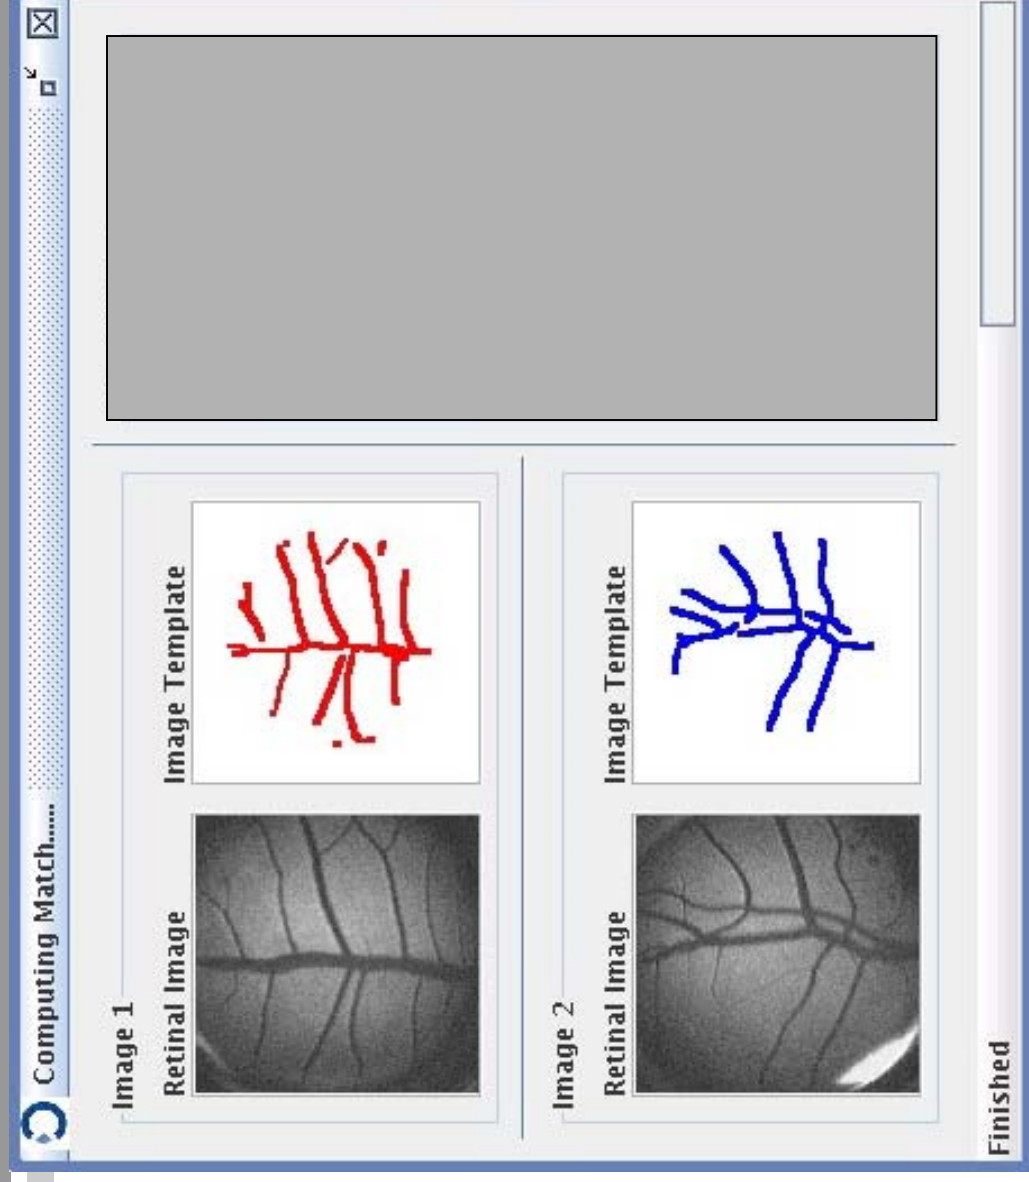 Computing Match......
Image 1
Retinal Image
Image Template
Image 2
Retinal Image
Image Template
Finished